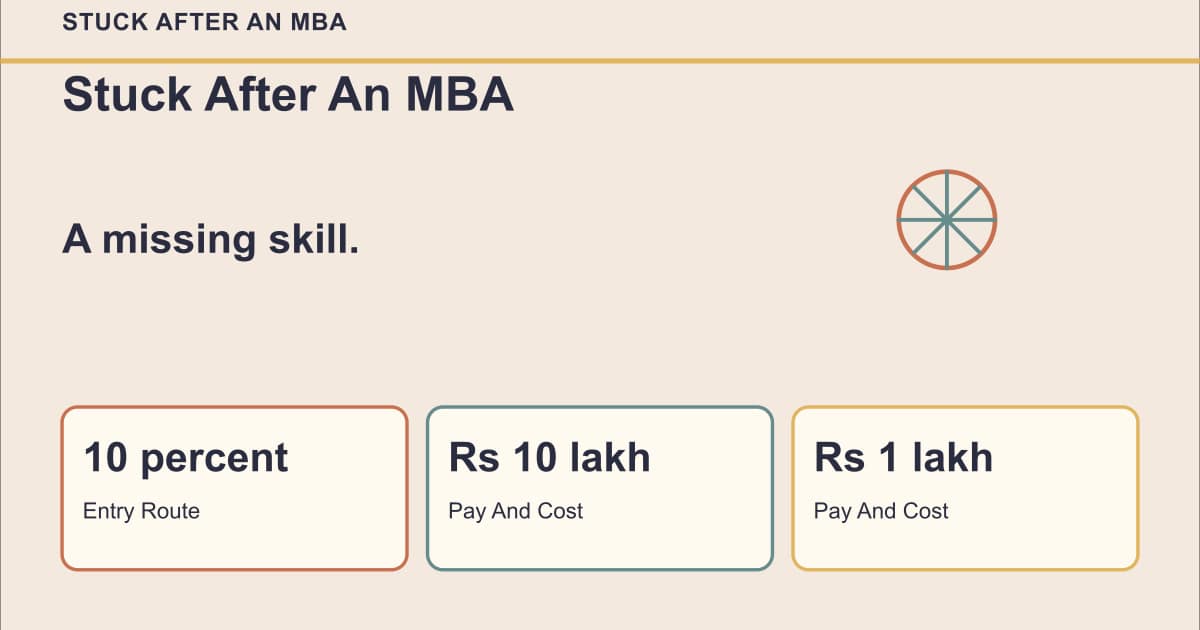 STUCK AFTER AN MBA
Stuck After An MBA
A missing skill.
10 percent
Entry Route
Rs 10 lakh
Pay And Cost
Rs 1 lakh
Pay And Cost